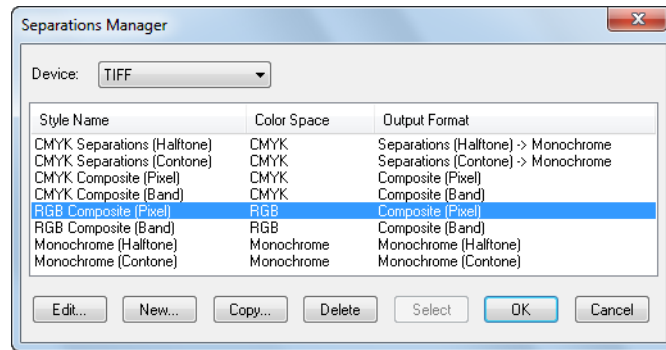 Separations Manager
Device: TIFF
Style Name Color Space Output Format
CMYK Separations (Halftone) CMYK Separations (Halftone) -> Monochrome
CMYK Separations (Contone) CMYK Separations (Contone) -> Monochrome
CMYK Composite (Pixel) CMYK Composite (Pixel)
CMYK Composite (Band) CMYK Composite (Band)
RGB Composite (Pixel) RGB Composite (Pixel)
RGB Composite (Band) RGB Composite (Band)
Monochrome (Halftone) Monochrome Monochrome (Halftone)
Monochrome (Contone) Monochrome Monochrome (Contone)
Edit... New... Copy... Delete Select OK Cancel